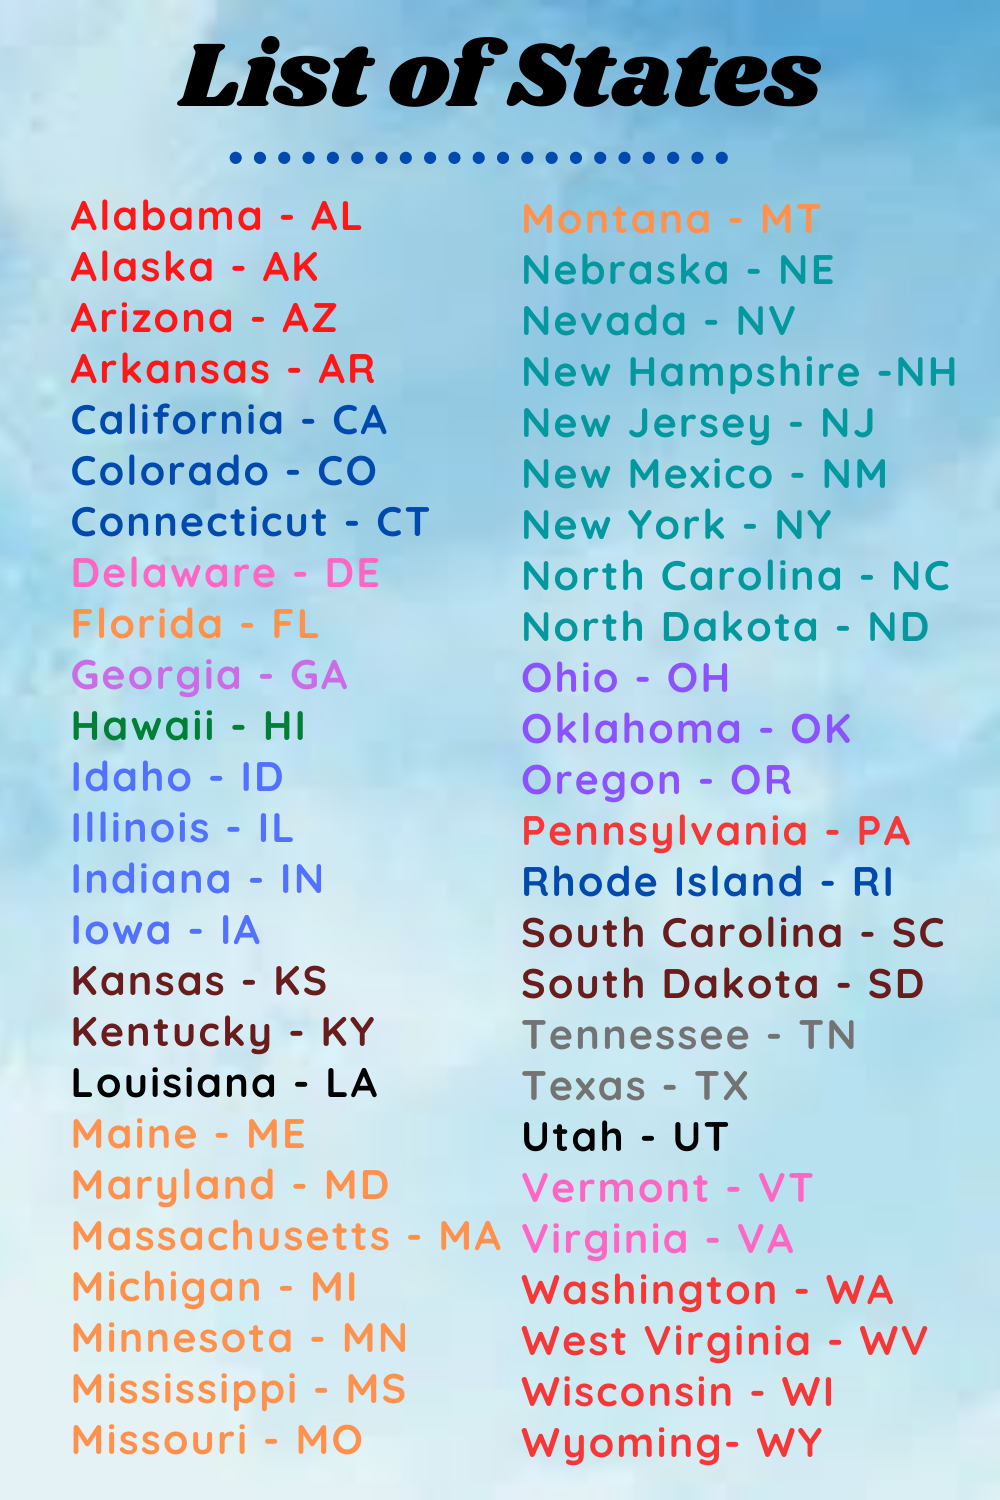 List of States
Alabama - AL
Alaska - AK
Arizona - AZ
Arkansas - AR
California - CA
Colorado - CO
Connecticut - CT
Delaware - DE
Florida - FL
Georgia - GA
Hawaii - HI
Idaho - ID
Illinois - IL
Indiana - IN
Iowa - IA
Kansas - KS
Kentucky - KY
Louisiana - LA
Maine - ME
Maryland - MD
Massachusetts - MA
Michigan - MI
Minnesota - MN
Mississippi - MS
Missouri - MO
Montana - MT
Nebraska - NE
Nevada - NV
New Hampshire -NH
New Jersey - NJ
New Mexico - NM
New York - NY
North Carolina - NC
North Dakota - ND
Ohio - OH
Oklahoma - OK
Oregon - OR
Pennsylvania - PA
Rhode Island - RI
South Carolina - SC
South Dakota - SD
Tennessee - TN
Texas - TX
Utah - UT
Vermont - VT
Virginia - VA
Washington - WA
West Virginia - WV
Wisconsin - WI
Wyoming- WY